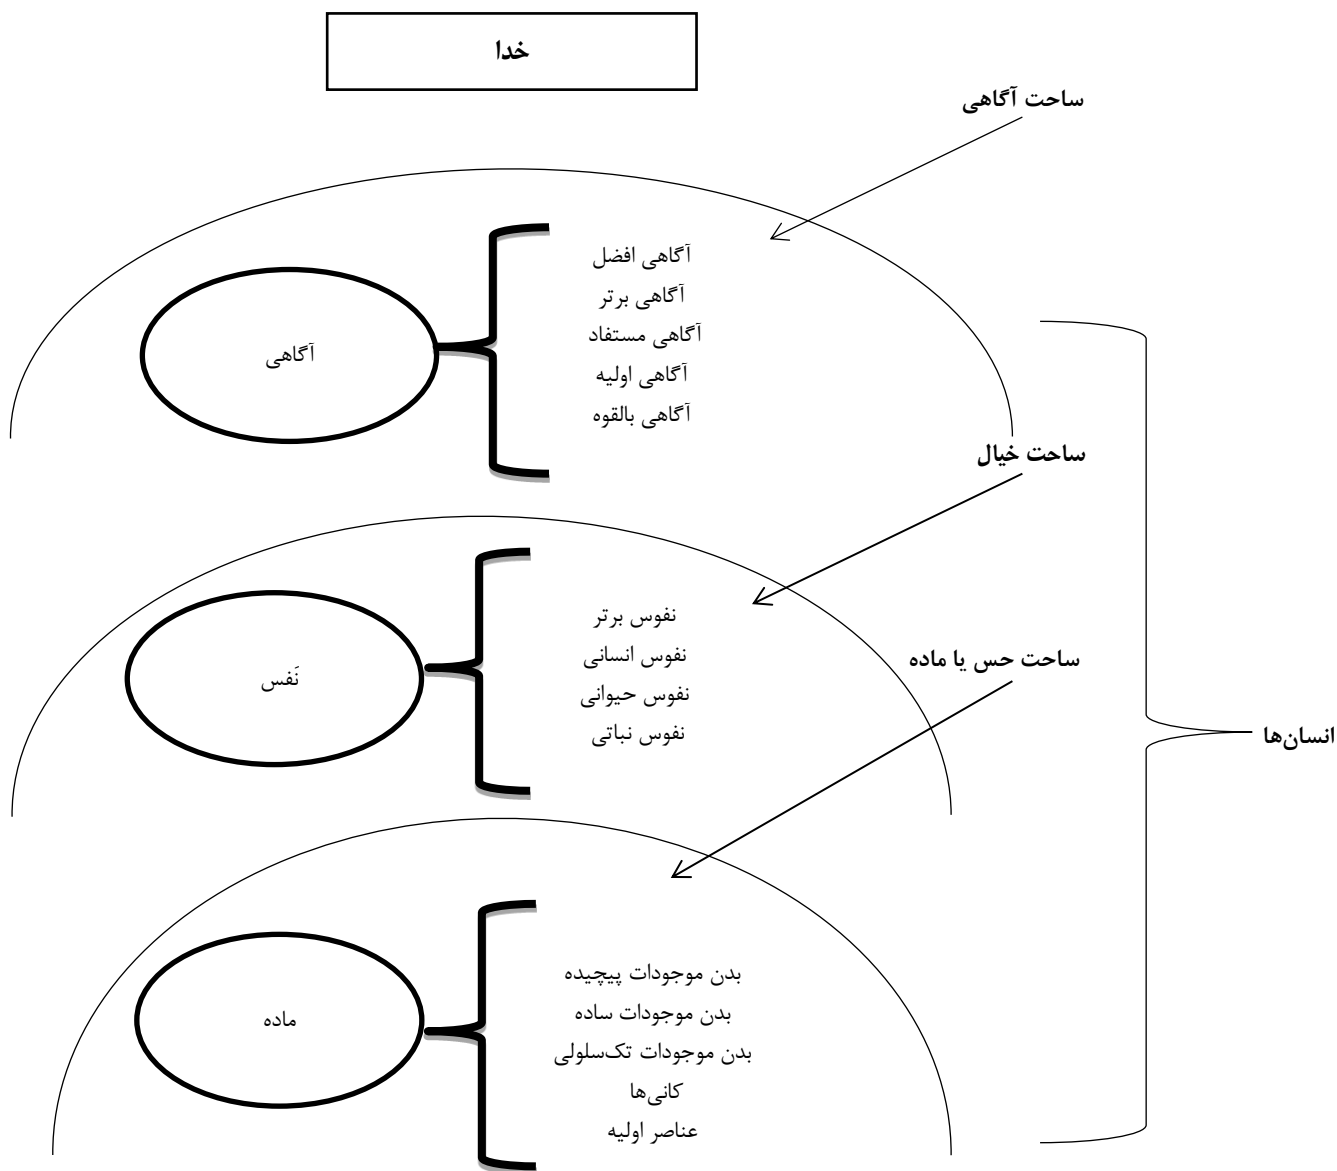 خدا
ساحت آگاهی
آگاهی
آگاهی افضل
آگاهی برتر
آگاهی مستفاد
آگاهی اولیه
آگاهی بالقوه
ساحت خیال
نَفس
نفوس برتر
نفوس انسانی
نفوس حیوانی
نفوس نباتی
ساحت حس یا ماده
انسان‌ها
ماده
بدن موجودات پیچیده
بدن موجودات ساده
بدن موجودات تک‌سلولی
کانی‌ها
عناصر اولیه